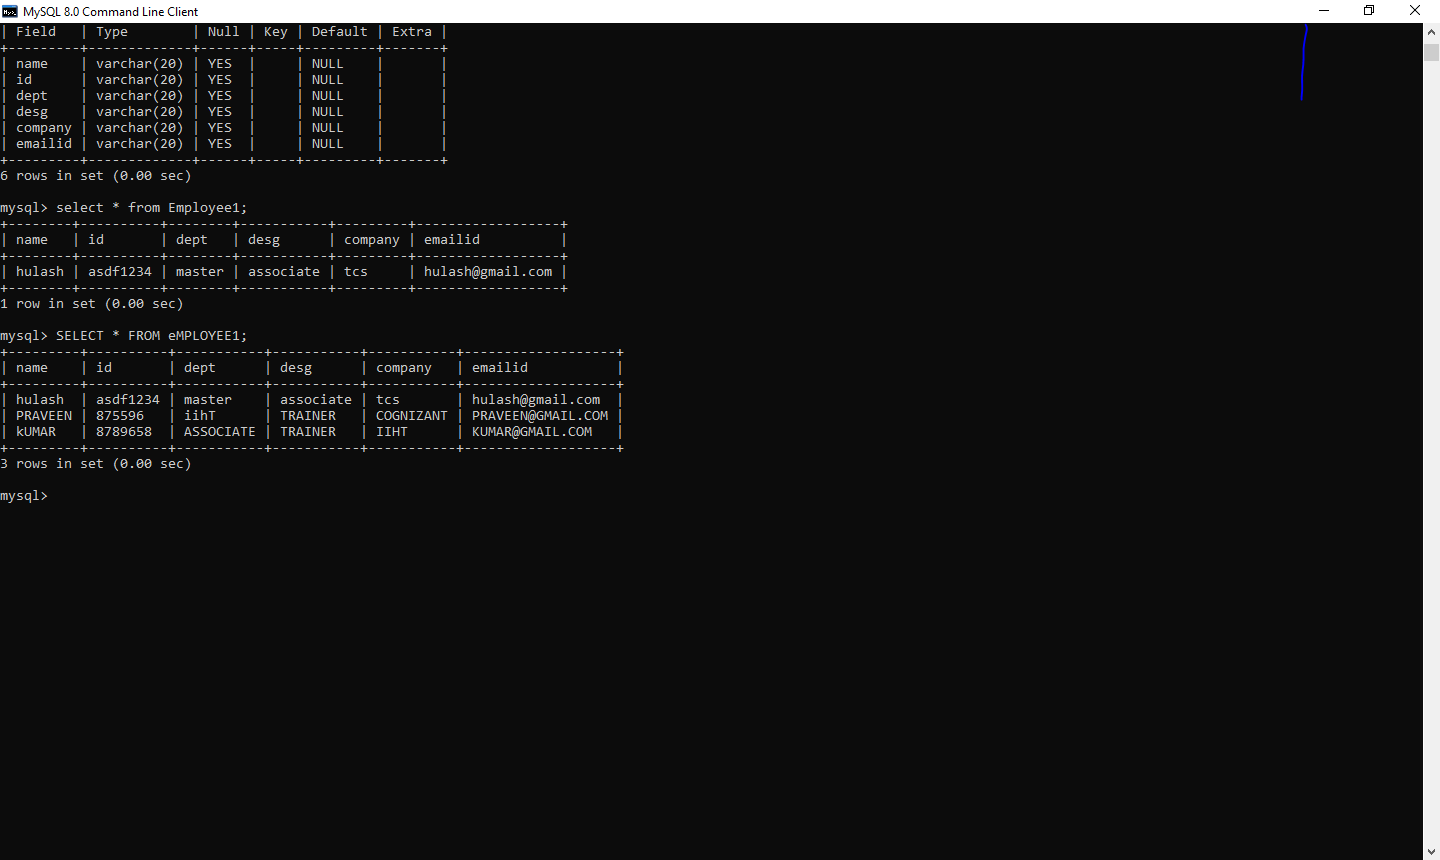 MySQL 8.0 Command Line Client
| Field   | Type        | Null | Key | Default | Extra |
+---------+-------------+------+-----+---------+-------+
| name    | varchar(20) | YES  |     | NULL    |       |
| id      | varchar(20) | YES  |     | NULL    |       |
| dept    | varchar(20) | YES  |     | NULL    |       |
| desg    | varchar(20) | YES  |     | NULL    |       |
| company | varchar(20) | YES  |     | NULL    |       |
| emailid | varchar(20) | YES  |     | NULL    |       |
+---------+-------------+------+-----+---------+-------+
6 rows in set (0.00 sec)

mysql> select * from Employee1;
+--------+----------+--------+-----------+---------+------------------+
| name   | id       | dept   | desg      | company | emailid          |
+--------+----------+--------+-----------+---------+------------------+
| hulash | asdf1234 | master | associate | tcs     | hulash@gmail.com |
+--------+----------+--------+-----------+---------+------------------+
1 row in set (0.00 sec)

mysql> SELECT * FROM eMPLOYEE1;
+---------+----------+-----------+-----------+-----------+-------------------+
| name    | id       | dept      | desg      | company   | emailid           |
+---------+----------+-----------+-----------+-----------+-------------------+
| hulash  | asdf1234 | master    | associate | tcs       | hulash@gmail.com  |
| PRAVEEN | 875596   | iihT      | TRAINER   | COGNIZANT | PRAVEEN@GMAIL.COM |
| kUMAR   | 8789658  | ASSOCIATE | TRAINER   | IIHT      | KUMAR@GMAIL.COM   |
+---------+----------+-----------+-----------+-----------+-------------------+
3 rows in set (0.00 sec)

mysql>